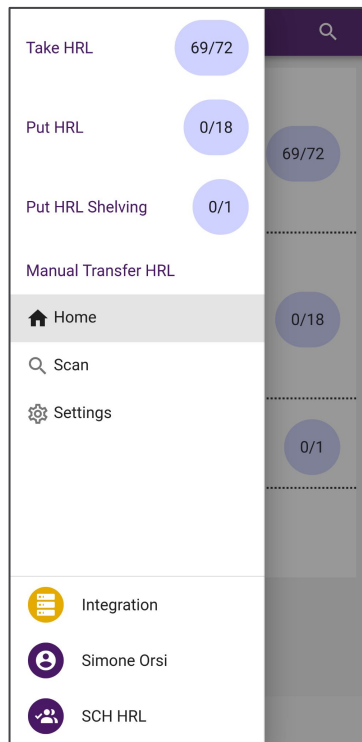 Take HRL 69/72
Put HRL 0/18
69/72
Put HRL Shelving 0/1
Manual Transfer HRL
Home
0/18
Scan
Settings
0/1
Integration
Simone Orsi
SCH HRL